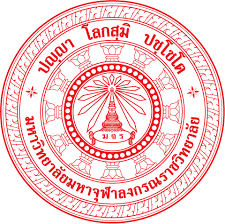 ปญฺญา โลกสฺมิ ปชฺโชโต
มจร
มหาวิทยาลัยมหาจุฬาลงกรณราชวิทยาลัย